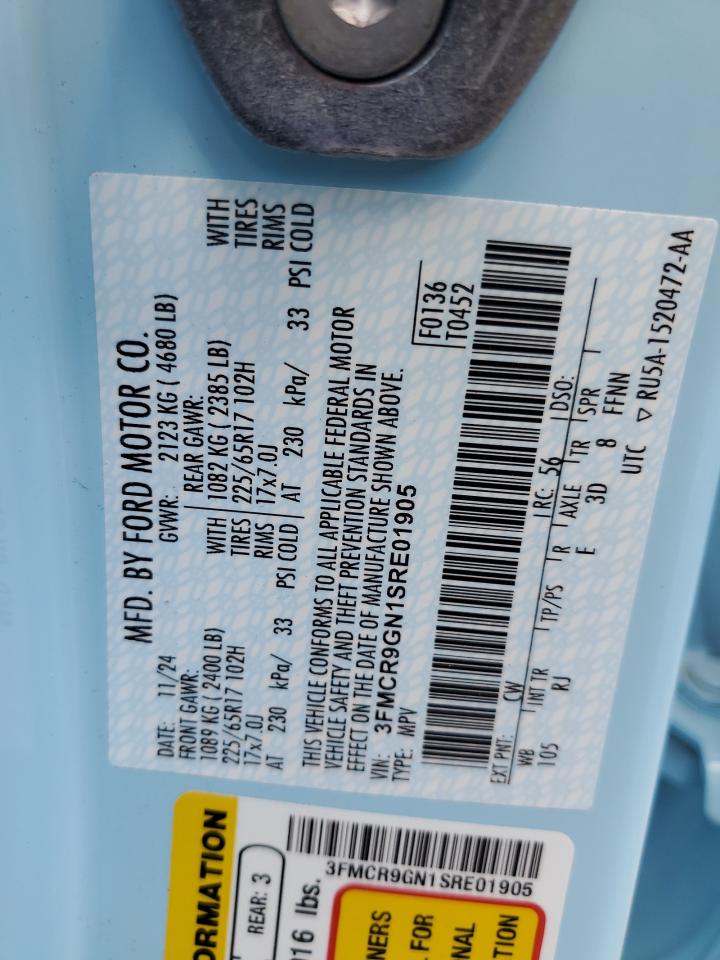 MFD. BY FORD MOTOR CO.
DATE: 11/24 GVWR: 2123 KG ( 4680 LB)
FRONT GAWR: REAR GAWR:
1089 KG ( 2400 LB) WITH 1082 KG ( 2385 LB) WITH
225/65R17 102H TIRES 225/65R17 102H TIRES
17x7.0J RIMS 17x7.0J RIMS
AT 230 kPa/ 33 PSI COLD AT 230 kPa/ 33 PSI COLD
THIS VEHICLE CONFORMS TO ALL APPLICABLE FEDERAL MOTOR
VEHICLE SAFETY AND THEFT PREVENTION STANDARDS IN
EFFECT ON THE DATE OF MANUFACTURE SHOWN ABOVE.
VIN: 3FMCR9GN1SRE01905
TYPE: MPV
F0136
T0452
EXT PNT: CW RC: 56 DSO:
WB INT TR TP/PS R AXLE TR SPR
105 RJ E 3D 8 FFNN
UTC ▽ RU5A-1520472-AA
3FMCR9GN1SRE01905
ORMATION
REAR: 3
916 lbs.
NERS
FOR
NAL
TION